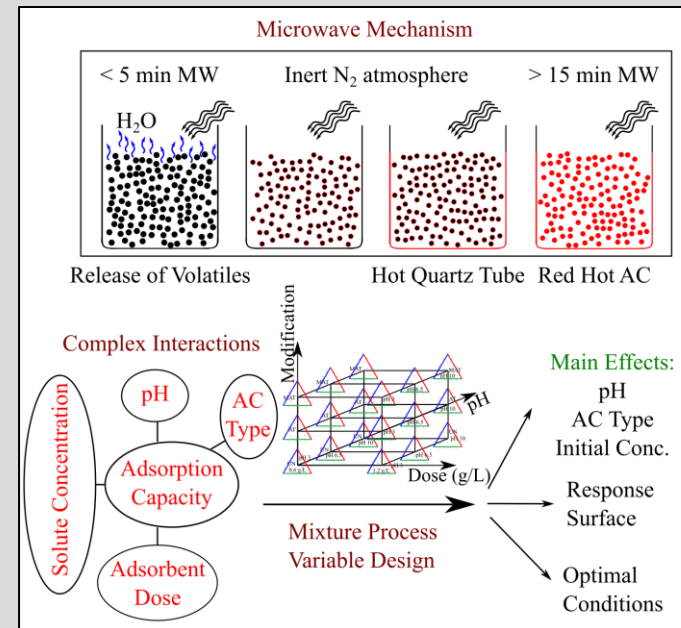 Microwave Mechanism
< 5 min MW
Inert N₂ atmosphere
> 15 min MW
H₂O
Release of Volatiles
Hot Quartz Tube
Red Hot AC
Complex Interactions
Solute Concentration
pH
AC
Type
Adsorption
Capacity
Adsorbent
Dose
Modification
pH
Dose (g/L)
Mixture Process
Variable Design
Main Effects:
pH
AC Type
Initial Conc.
Response
Surface
Optimal
Conditions